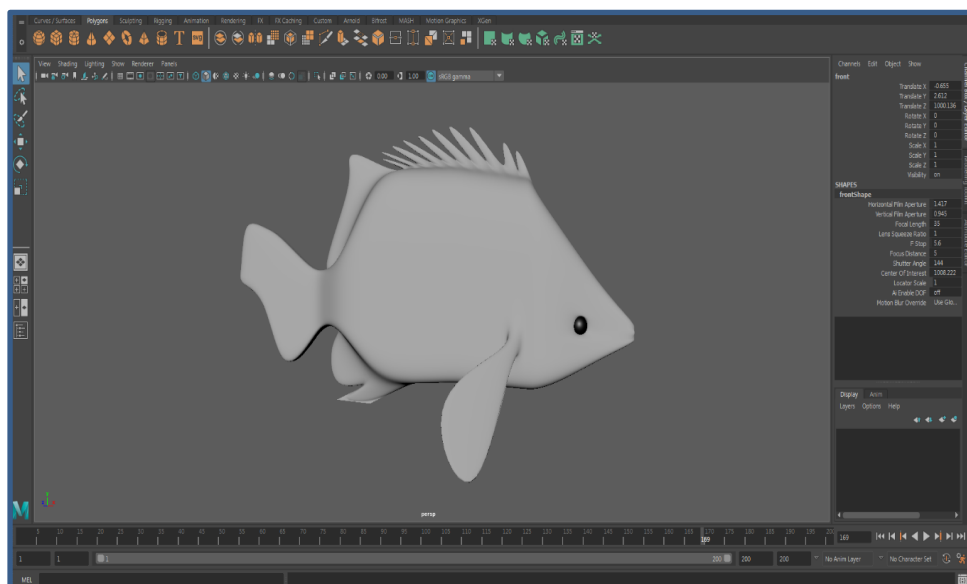 Curves / Surfaces Polygons Sculpting Rigging Animation Rendering FX FX Caching Custom Arnold Bifrost MASH Motion Graphics XGen
View Shading Lighting Show Renderer Panels
0.00 1.00 sRGB gamma
Channels Edit Object Show
front
Translate X -0.655
Translate Y 2.612
Translate Z 1000.136
Rotate X 0
Rotate Y 0
Rotate Z 0
Scale X 1
Scale Y 1
Scale Z 1
Visibility on
SHAPES
frontShape
Horizontal Film Aperture 1.417
Vertical Film Aperture 0.945
Focal Length 35
Lens Squeeze Ratio 1
F Stop 5.6
Focus Distance 5
Shutter Angle 144
Center Of Interest 1008.222
Locator Scale 1
Ai Enable DOF off
Motion Blur Override Use Glo...
Display Anim
Layers Options Help
persp
10 15 20 25 30 35 40 45 50 55 60 65 70 75 80 85 90 95 100 105 110 115 120 125 130 135 140 145 150 155 160 165 170 175 180 185 190 195 200
169 169
1 1 1 200 200 200 No Anim Layer No Character Set
MEL